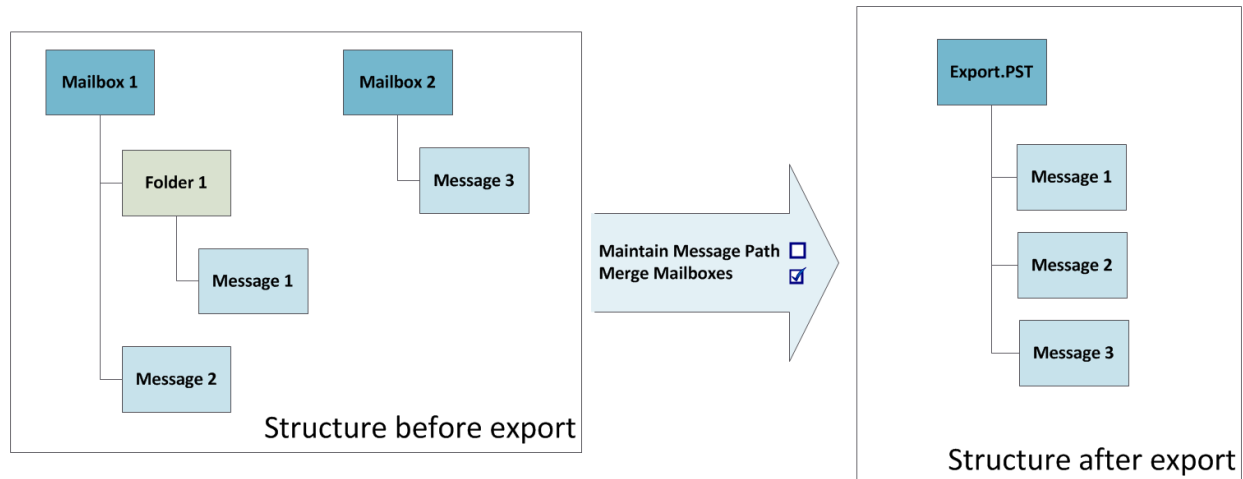 Mailbox 1
Mailbox 2
Folder 1
Message 3
Message 1
Message 2
Structure before export
Maintain Message Path
Merge Mailboxes
Export.PST
Message 1
Message 2
Message 3
Structure after export